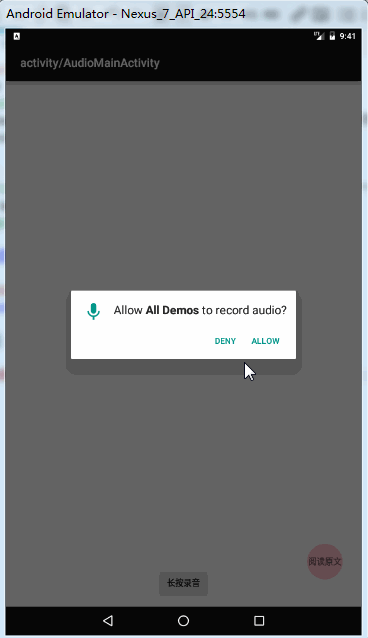 Android Emulator - Nexus_7_API_24:5554
9:41
activity/AudioMainActivity
Allow All Demos to record audio?
DENY ALLOW
阅读原文
长按录音